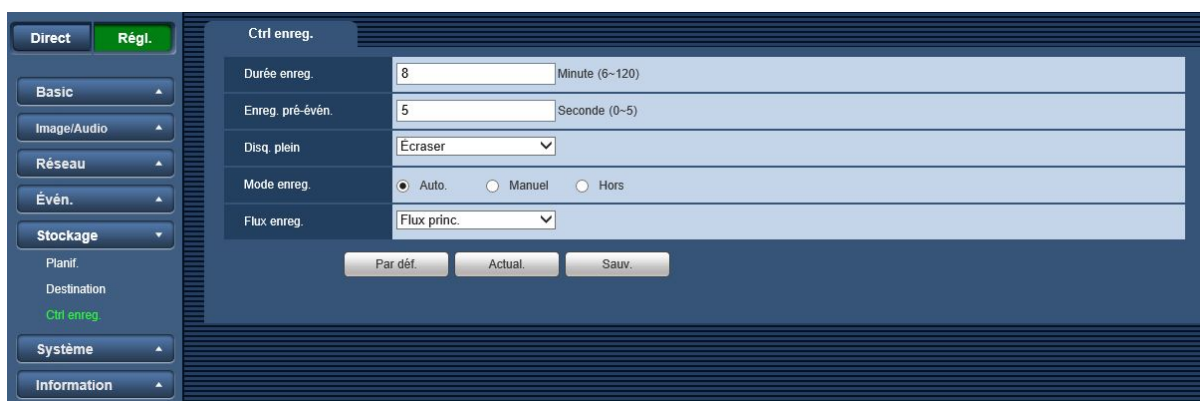 Direct
Régl.
Basic
Image/Audio
Réseau
Évén.
Stockage
Planif.
Destination
Ctrl enreg.
Système
Information
Ctrl enreg.
Durée enreg. 8 Minute (6~120)
Enreg. pré-évén. 5 Seconde (0~5)
Disq. plein Écraser
Mode enreg. Auto. Manuel Hors
Flux enreg. Flux princ.
Par déf. Actual. Sauv.